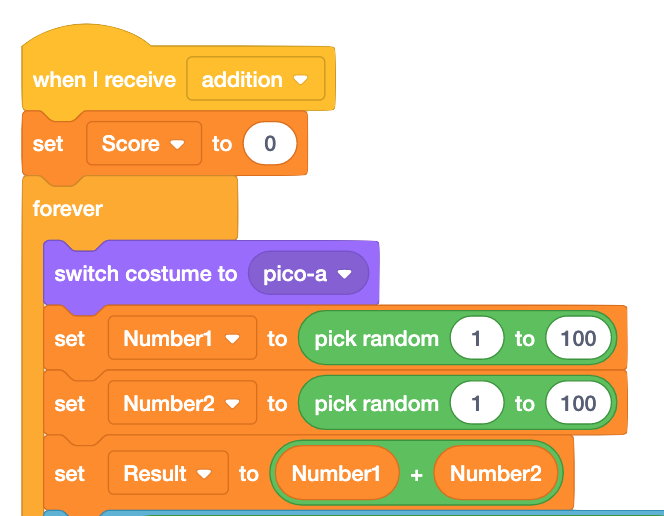 when I receive addition
set Score to 0
forever
switch costume to pico-a
set Number1 to pick random 1 to 100
set Number2 to pick random 1 to 100
set Result to Number1 + Number2